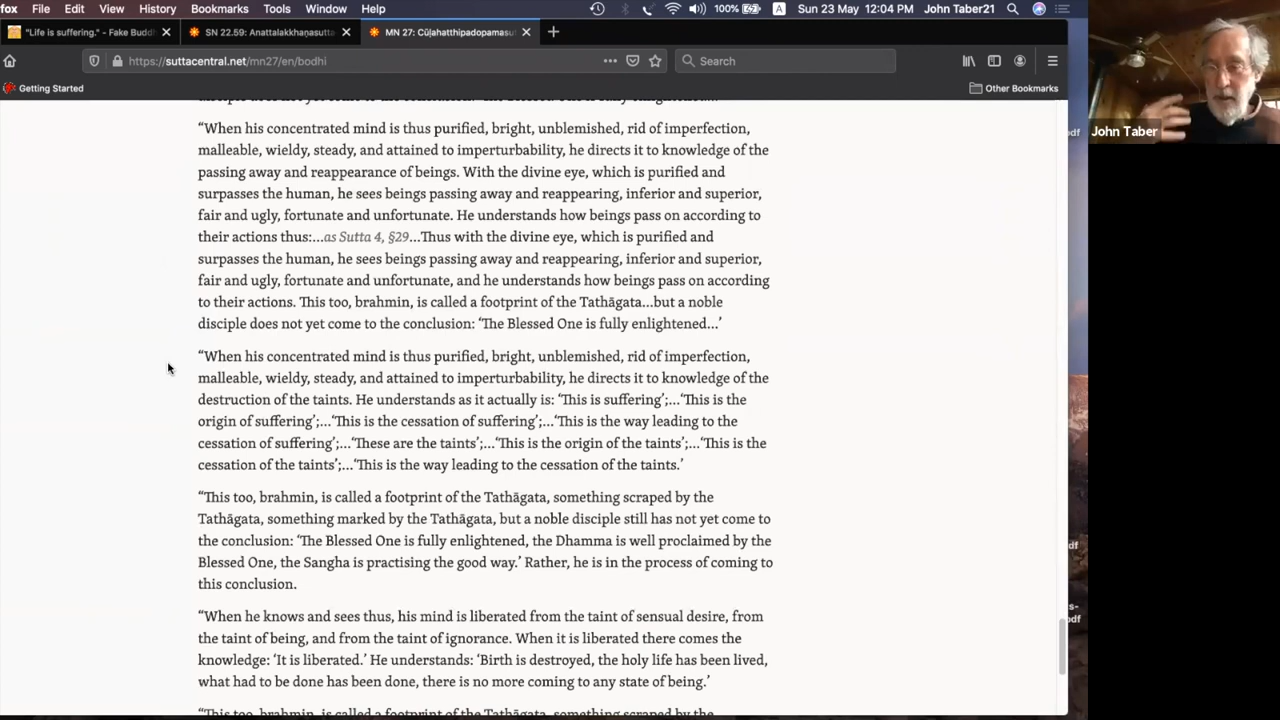 fox File Edit View History Bookmarks Tools Window Help 100% A Sun 23 May 12:04 PM John Taber21
"Life is suffering." - Fake Budd SN 22.59: Anattalakkhaṇasutta MN 27: Cūḷahatthipadopamasut
https://suttacentral.net/mn27/en/bodhi Search
Getting Started Other Bookmarks
“When his concentrated mind is thus purified, bright, unblemished, rid of imperfection,
malleable, wieldy, steady, and attained to imperturbability, he directs it to knowledge of the
passing away and reappearance of beings. With the divine eye, which is purified and
surpasses the human, he sees beings passing away and reappearing, inferior and superior,
fair and ugly, fortunate and unfortunate. He understands how beings pass on according to
their actions thus:…as Sutta 4, §29…Thus with the divine eye, which is purified and
surpasses the human, he sees beings passing away and reappearing, inferior and superior,
fair and ugly, fortunate and unfortunate, and he understands how beings pass on according
to their actions. This too, brahmin, is called a footprint of the Tathāgata…but a noble
disciple does not yet come to the conclusion: ‘The Blessed One is fully enlightened…’
“When his concentrated mind is thus purified, bright, unblemished, rid of imperfection,
malleable, wieldy, steady, and attained to imperturbability, he directs it to knowledge of the
destruction of the taints. He understands as it actually is: ‘This is suffering’;…‘This is the
origin of suffering’;…‘This is the cessation of suffering’;…‘This is the way leading to the
cessation of suffering’;…‘These are the taints’;…‘This is the origin of the taints’;…‘This is the
cessation of the taints’;…‘This is the way leading to the cessation of the taints.’
“This too, brahmin, is called a footprint of the Tathāgata, something scraped by the
Tathāgata, something marked by the Tathāgata, but a noble disciple still has not yet come to
the conclusion: ‘The Blessed One is fully enlightened, the Dhamma is well proclaimed by the
Blessed One, the Sangha is practising the good way.’ Rather, he is in the process of coming to
this conclusion.
“When he knows and sees thus, his mind is liberated from the taint of sensual desire, from
the taint of being, and from the taint of ignorance. When it is liberated there comes the
knowledge: ‘It is liberated.’ He understands: ‘Birth is destroyed, the holy life has been lived,
what had to be done has been done, there is no more coming to any state of being.’
“This too, brahmin, is called a footprint of the Tathāgata, something scraped by the
John Taber
df
df
s-
df